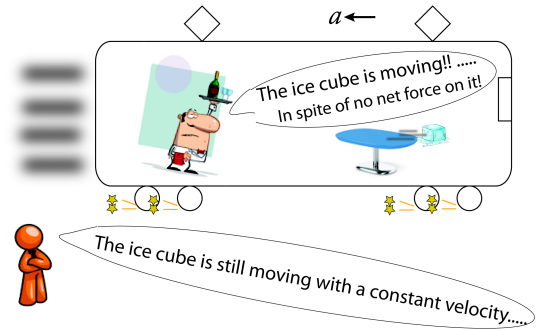 a
The ice cube is moving!! .....
In spite of no net force on it!
The ice cube is still moving with a constant velocity.....